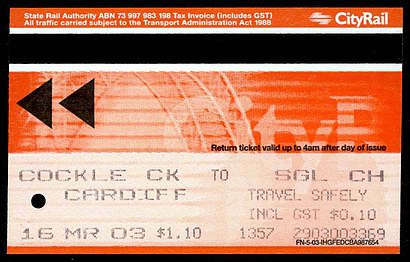 State Rail Authority ABN 73 997 983 198 Tax Invoice (includes GST)
All traffic carried subject to the Transport Administration Act 1988
CityRail
Return ticket valid up to 4am after day of issue
COCKLE CK TO SGL CH
CARDIFF TRAVEL SAFELY
INCL GST $0.10
16 MR 03 $1.10 1357 2903003369
FN-5-03-IHGFEDCBA987654